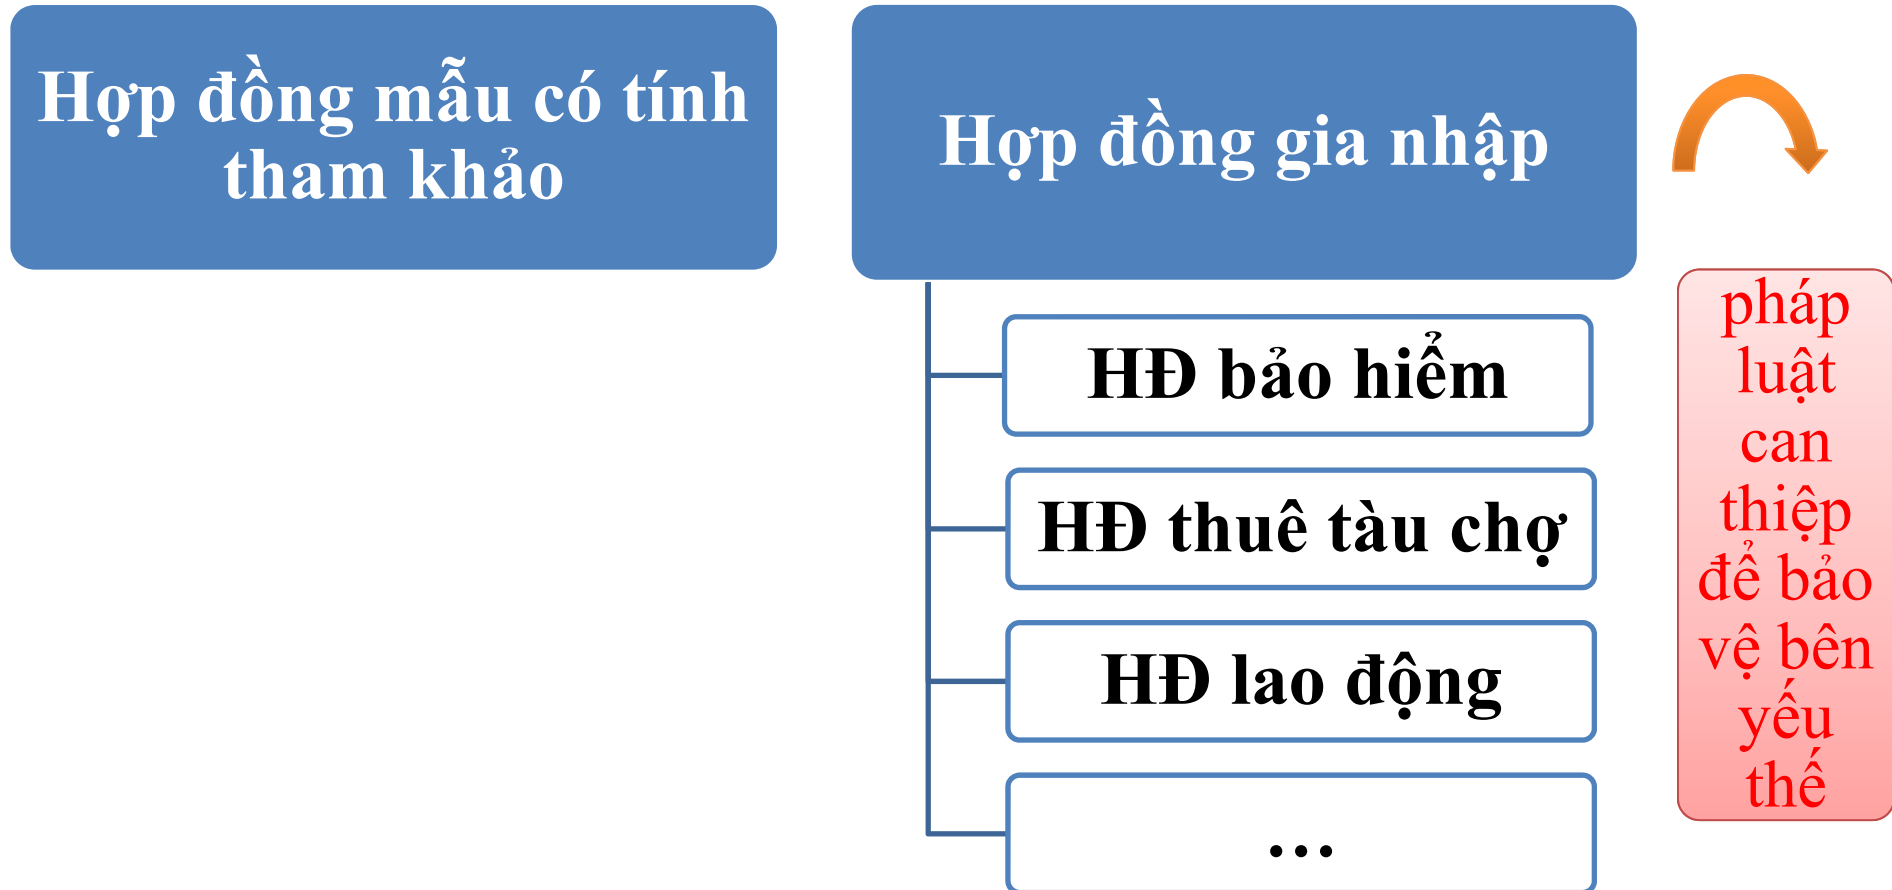 Hợp đồng mẫu có tính
tham khảo
Hợp đồng gia nhập
HĐ bảo hiểm
HĐ thuê tàu chợ
HĐ lao động
...
pháp
luật
can
thiệp
để bảo
vệ bên
yếu
thế